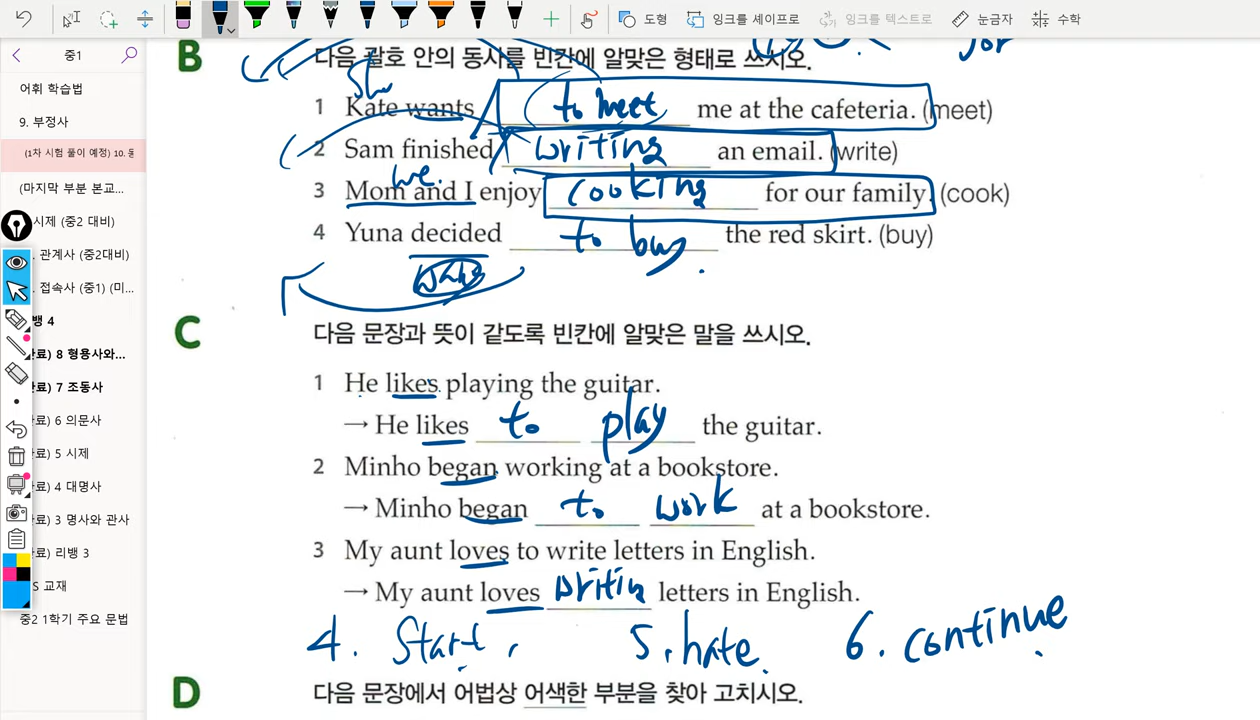 도형 잉크를 셰이프로 잉크를 텍스트로 눈금자 수학
중1
어휘 학습법
9. 부정사
(1차 시험 풀이 예정) 10. 동
(마지막 부분 본교...
시제 (중2 대비)
관계사 (중2대비)
접속사 (중1) (미...
뱅 4
료) 8 형용사와...
료) 7 조동사
료) 6 의문사
료) 5 시제
료) 4 대명사
료) 3 명사와 관사
료) 리뱅 3
S 교재
중2 1학기 주요 문법
for
B 다음 괄호 안의 동사를 빈칸에 알맞은 형태로 쓰시오.
She
1 Kate wants to meet me at the cafeteria. (meet)
2 Sam finished writing an email. (write)
we.
3 Mom and I enjoy cooking for our family. (cook)
4 Yuna decided to buy the red skirt. (buy)
C 다음 문장과 뜻이 같도록 빈칸에 알맞은 말을 쓰시오.
1 He likes playing the guitar.
→ He likes to play the guitar.
2 Minho began working at a bookstore.
→ Minho began to work at a bookstore.
3 My aunt loves to write letters in English.
→ My aunt loves writing letters in English.
4. Start, 5. hate. 6. continue
D 다음 문장에서 어법상 어색한 부분을 찾아 고치시오.